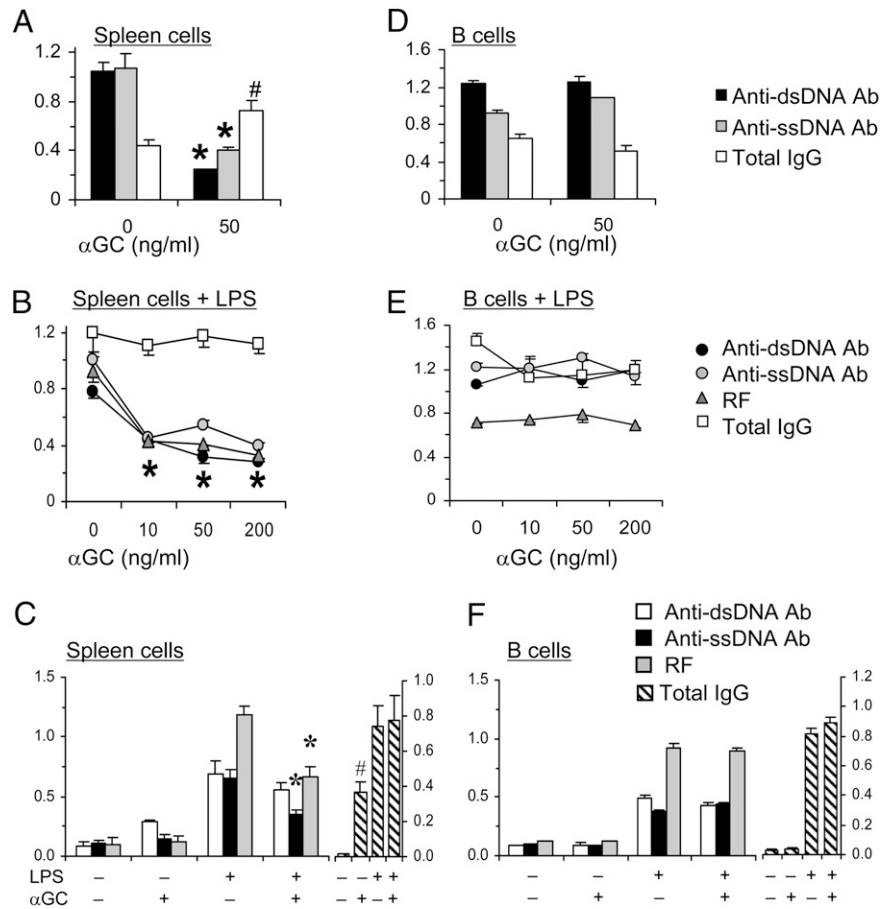 A
Spleen cells
1.2
0.8
0.4
0
*
*
#
0
50
αGC (ng/ml)
D
B cells
1.6
1.2
0.8
0.4
0
0
50
αGC (ng/ml)
Anti-dsDNA Ab
Anti-ssDNA Ab
Total IgG
B
Spleen cells + LPS
1.2
0.8
0.4
0
*
*
*
0
10
50
200
αGC (ng/ml)
E
B cells + LPS
1.6
1.2
0.8
0.4
0
0
10
50
200
αGC (ng/ml)
Anti-dsDNA Ab
Anti-ssDNA Ab
RF
Total IgG
C
Spleen cells
1.5
1.0
0.5
0.0
*
*
#
1.0
0.8
0.6
0.4
0.2
0.0
LPS – – + + – – + +
αGC – + – + – + – +
F
B cells
Anti-dsDNA Ab
Anti-ssDNA Ab
RF
Total IgG
1.5
1.0
0.5
0.0
1.2
1.0
0.8
0.6
0.4
0.2
0.0
– – + + – – + +
– + – + – + – +